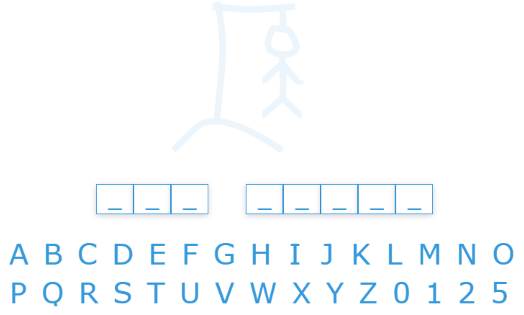 _ _ _ _ _ _ _ _
A B C D E F G H I J K L M N O
P Q R S T U V W X Y Z 0 1 2 5